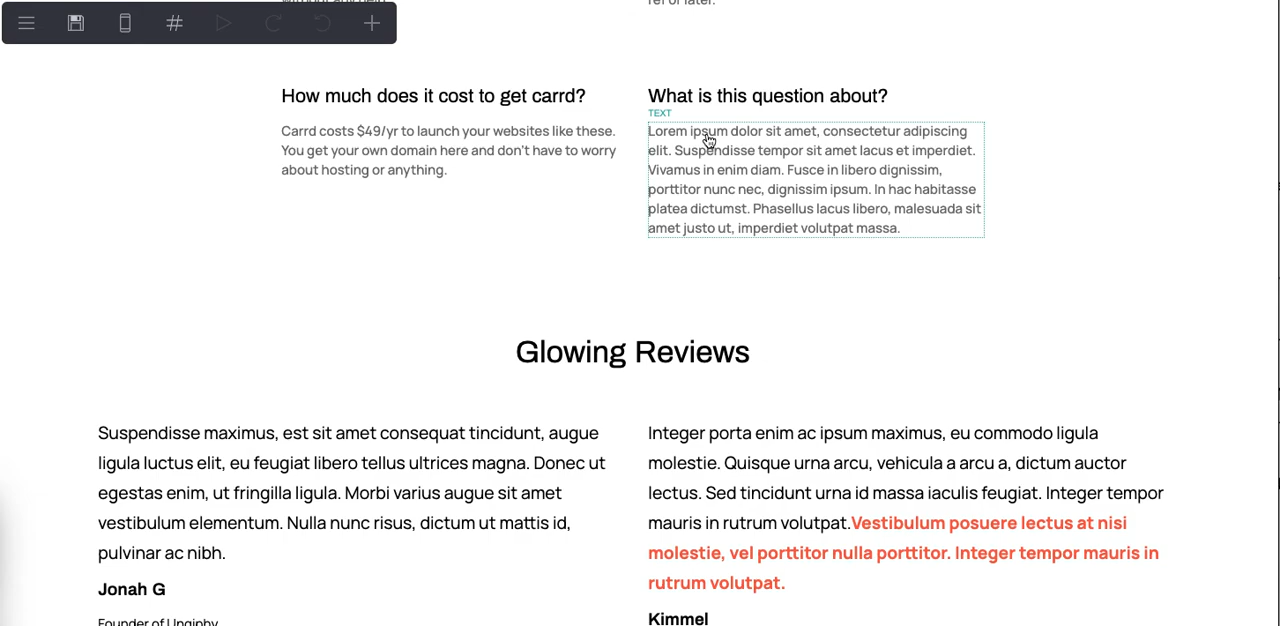 How much does it cost to get carrd?
Carrd costs $49/yr to launch your websites like these.
You get your own domain here and don't have to worry
about hosting or anything.
What is this question about?
TEXT
Lorem ipsum dolor sit amet, consectetur adipiscing
elit. Suspendisse tempor sit amet lacus et imperdiet.
Vivamus in enim diam. Fusce in libero dignissim,
porttitor nunc nec, dignissim ipsum. In hac habitasse
platea dictumst. Phasellus lacus libero, malesuada sit
amet justo ut, imperdiet volutpat massa.
Glowing Reviews
Suspendisse maximus, est sit amet consequat tincidunt, augue
ligula luctus elit, eu feugiat libero tellus ultrices magna. Donec ut
egestas enim, ut fringilla ligula. Morbi varius augue sit amet
vestibulum elementum. Nulla nunc risus, dictum ut mattis id,
pulvinar ac nibh.
Jonah G
Founder of Unginby
Integer porta enim ac ipsum maximus, eu commodo ligula
molestie. Quisque urna arcu, vehicula a arcu a, dictum auctor
lectus. Sed tincidunt urna id massa iaculis feugiat. Integer tempor
mauris in rutrum volutpat.Vestibulum posuere lectus at nisi
molestie, vel porttitor nulla porttitor. Integer tempor mauris in
rutrum volutpat.
Kimmel